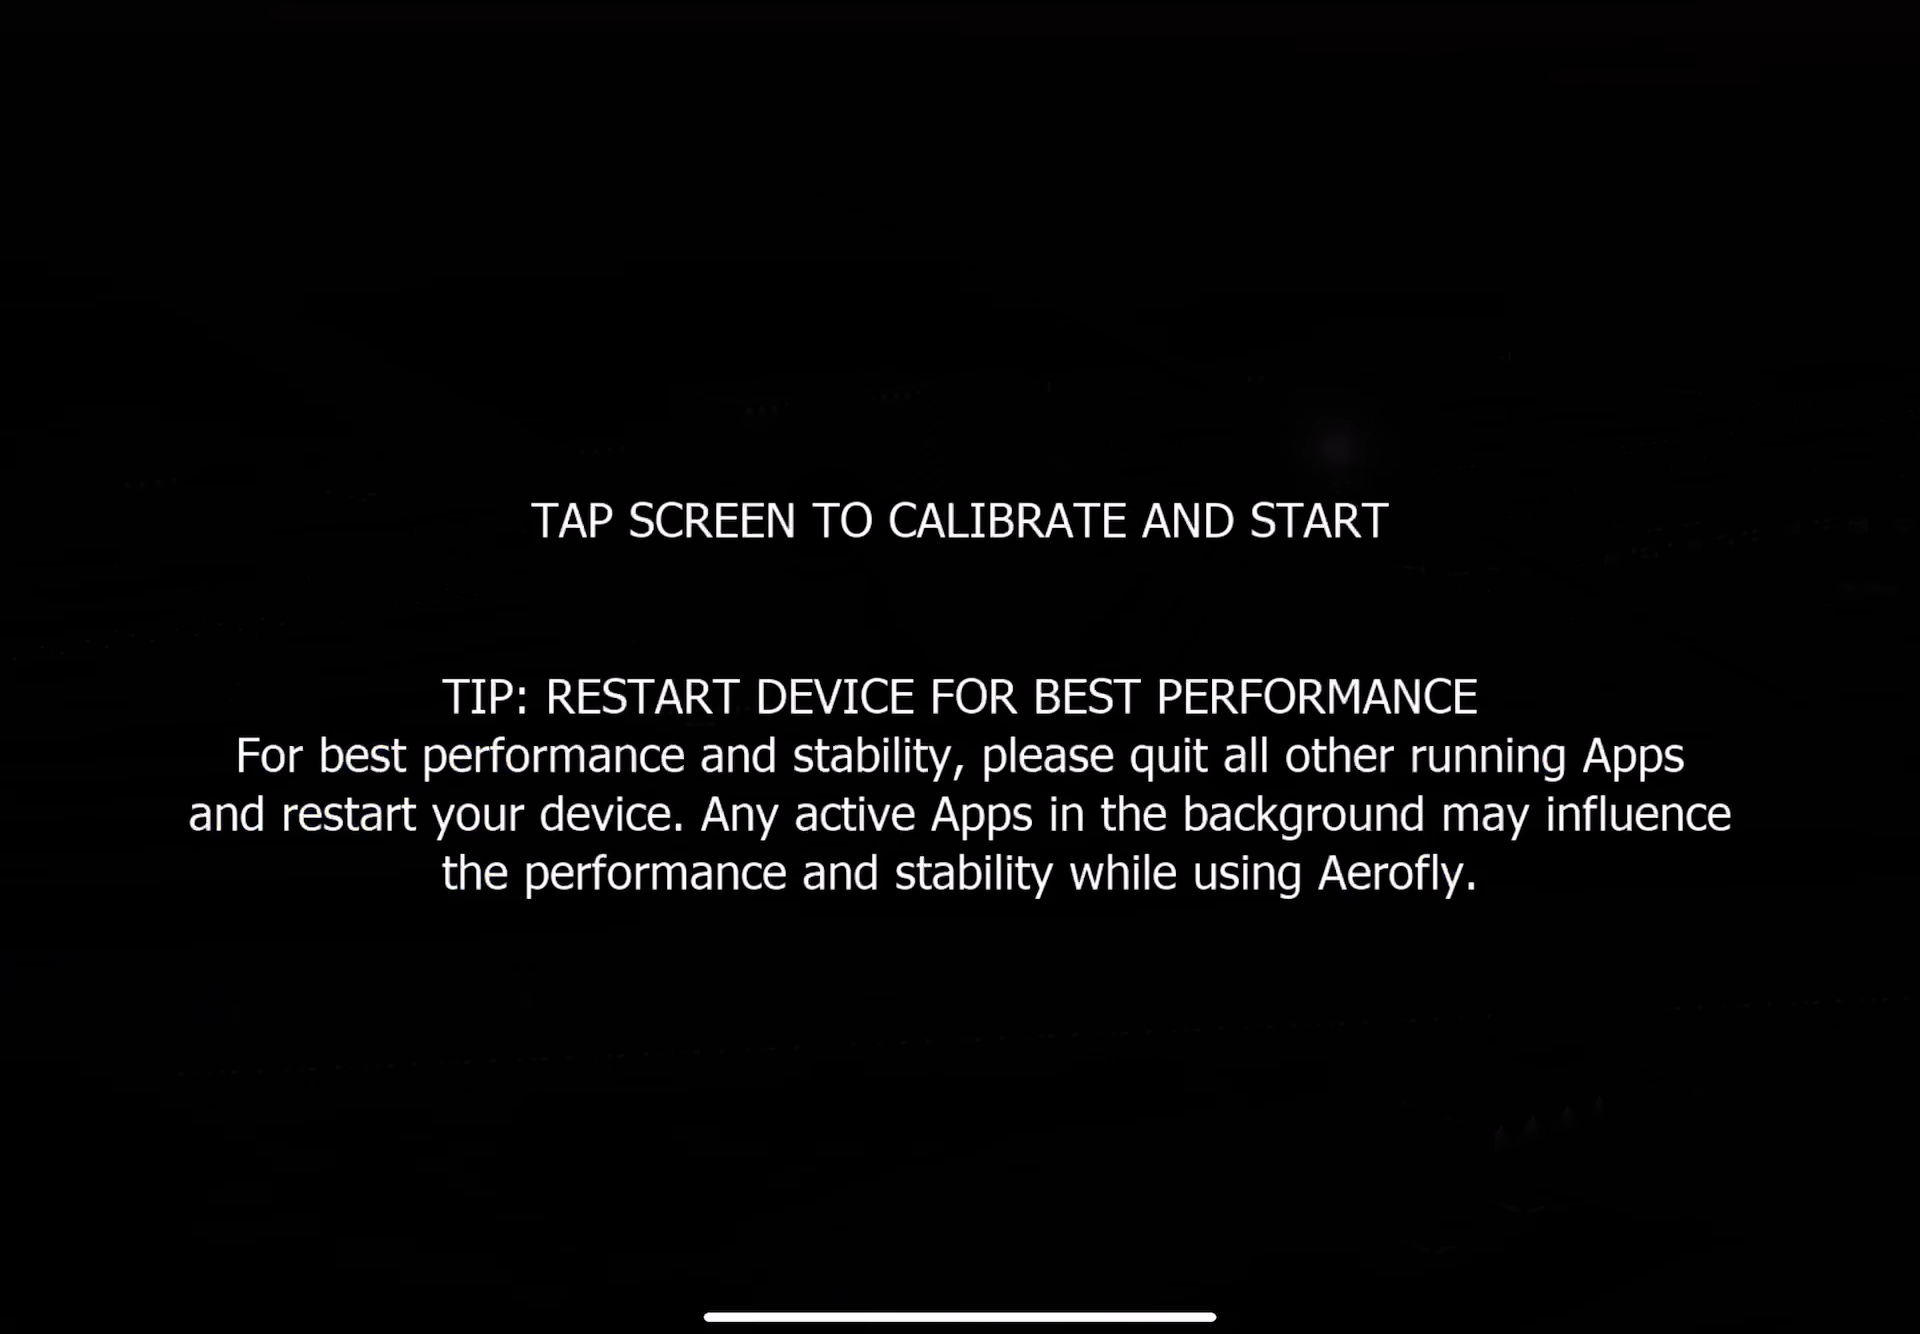 TAP SCREEN TO CALIBRATE AND START
TIP: RESTART DEVICE FOR BEST PERFORMANCE
For best performance and stability, please quit all other running Apps
and restart your device. Any active Apps in the background may influence
the performance and stability while using Aerofly.